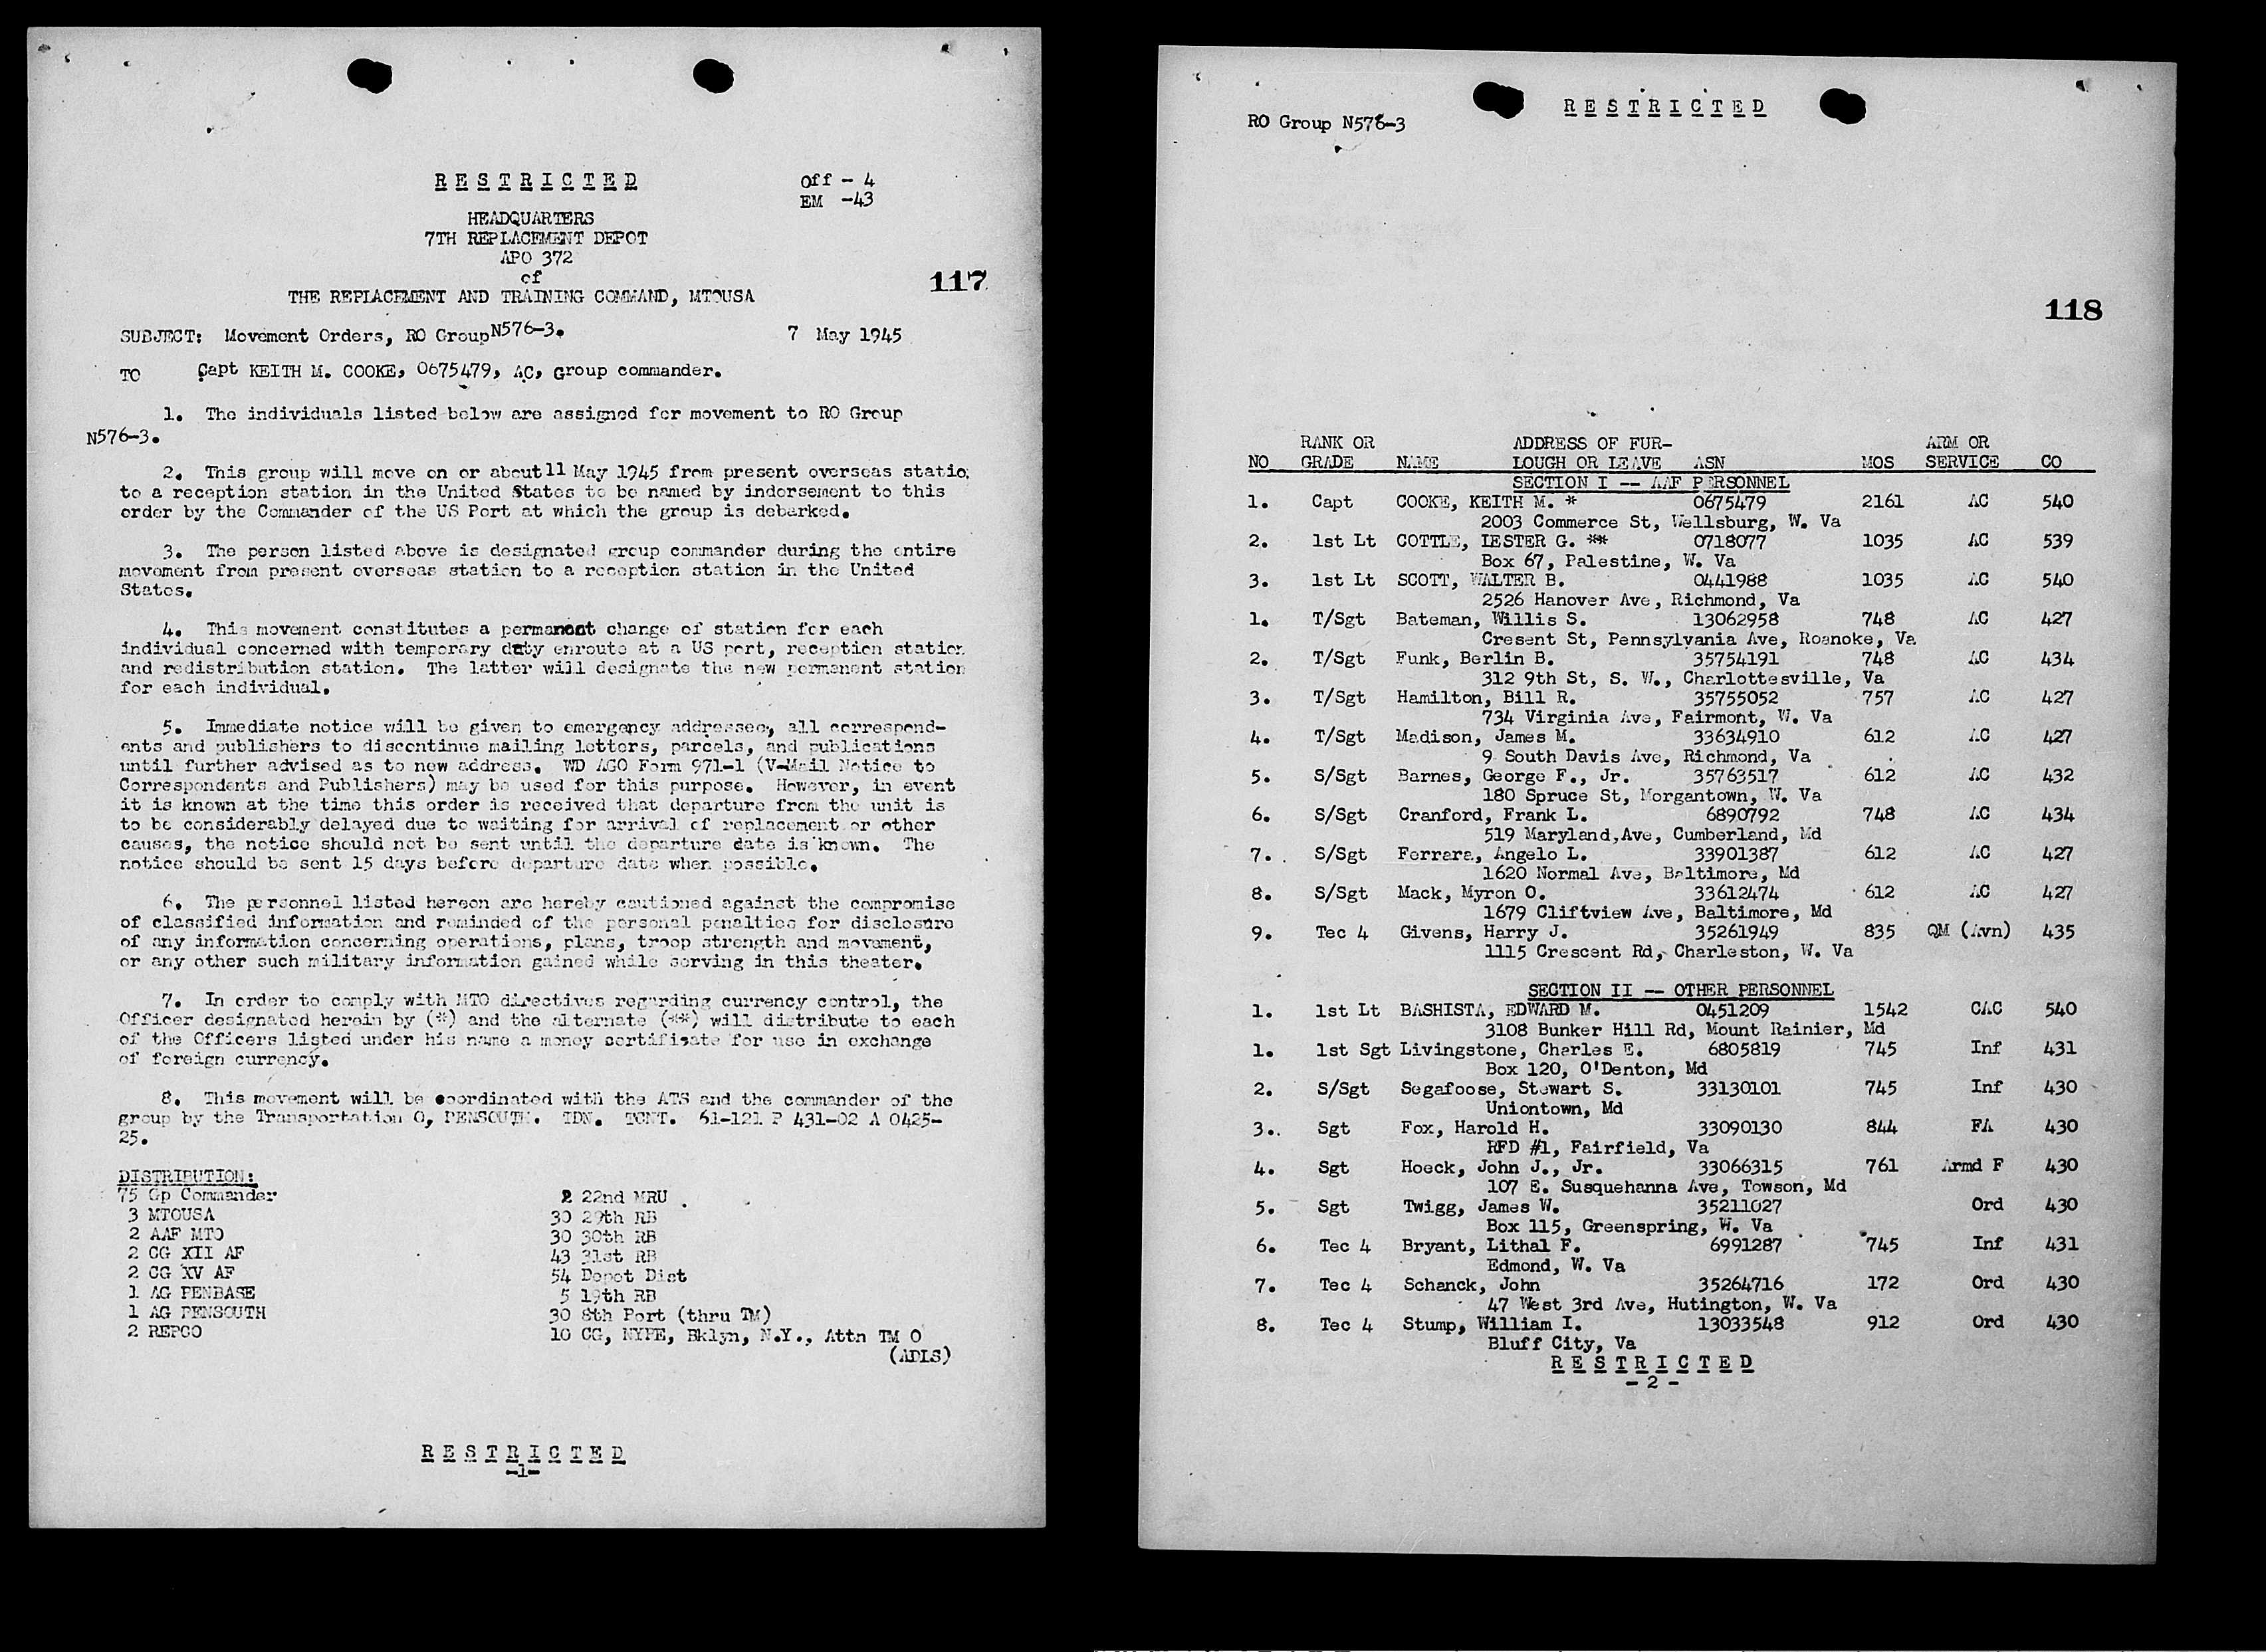 R E S T R I C T E D
Off - 4
EM -43
HEADQUARTERS
7TH REPLACEMENT DEPOT
APO 372
of
117
THE REPLACEMENT AND TRAINING COMMAND, MTOUSA
SUBJECT: Movement Orders, RO Group N576-3. 7 May 1945
TO Capt KEITH M. COOKE, 0675479, AC, Group commander.
1. The individuals listed below are assigned for movement to RO Group
N576-3.
2. This group will move on or about 11 May 1945 from present overseas statio
to a reception station in the United States to be named by indorsement to this
order by the Commander of the US Port at which the group is debarked.
3. The person listed above is designated group commander during the entire
movement from present overseas station to a reception station in the United
States.
4. This movement constitutes a permanent change of station for each
individual concerned with temporary duty enroute at a US port, reception station
and redistribution station. The latter will designate the new permanent station
for each individual.
5. Immediate notice will be given to emergency addressee, all correspond-
ents and publishers to discontinue mailing letters, parcels, and publications
until further advised as to new address. WD AGO Form 971-1 (V-Mail Notice to
Correspondents and Publishers) may be used for this purpose. However, in event
it is known at the time this order is received that departure from the unit is
to be considerably delayed due to waiting for arrival of replacement or other
causes, the notice should not be sent until the departure date is known. The
notice should be sent 15 days before departure date when possible.
6. The personnel listed hereon are hereby cautioned against the compromise
of classified information and reminded of the personal penalties for disclosure
of any information concerning operations, plans, troop strength and movement,
or any other such military information gained while serving in this theater.
7. In order to comply with MTO directives regarding currency control, the
Officer designated herein by (*) and the alternate (**) will distribute to each
of the Officers listed under his name a money certificate for use in exchange
of foreign currency.
8. This movement will be coordinated with the ATS and the commander of the
group by the Transportation O, PENSOUTH. TDN. TCNT. 61-121 P 431-02 A 0425-
25.
DISTRIBUTION:
75 Gp Commander 2 22nd MRU
3 MTOUSA 30 29th RB
2 AAF MTO 30 30th RB
2 CG XII AF 43 31st RB
2 CG XV AF 54 Depot Dist
1 AG PENBASE 5 19th RB
1 AG PENSOUTH 30 8th Port (thru TM)
2 REPCO 10 CG, NYPE, Bklyn, N.Y., Attn TM O
(ADLS)
R E S T R I C T E D
-1-
R E S T R I C T E D
RO Group N576-3
118
RANK OR ADDRESS OF FUR- ARM OR
NO GRADE NAME LOUGH OR LEAVE ASN MOS SERVICE CO
SECTION I -- AAF PERSONNEL
1. Capt COOKE, KEITH M. * 0675479 2161 AC 540
2003 Commerce St, Wellsburg, W. Va
2. 1st Lt COTTLE, LESTER G. ** 0718077 1035 AC 539
Box 67, Palestine, W. Va
3. 1st Lt SCOTT, WALTER B. 0441988 1035 AC 540
2526 Hanover Ave, Richmond, Va
1. T/Sgt Bateman, Willis S. 13062958 748 AC 427
Cresent St, Pennsylvania Ave, Roanoke, Va
2. T/Sgt Funk, Berlin B. 35754191 748 AC 434
312 9th St, S. W., Charlottesville, Va
3. T/Sgt Hamilton, Bill R. 35755052 757 AC 427
734 Virginia Ave, Fairmont, W. Va
4. T/Sgt Madison, James M. 33634910 612 AC 427
9 South Davis Ave, Richmond, Va
5. S/Sgt Barnes, George F., Jr. 35763517 612 AC 432
180 Spruce St, Morgantown, W. Va
6. S/Sgt Cranford, Frank L. 6890792 748 AC 434
519 Maryland,Ave, Cumberland, Md
7. S/Sgt Ferrara, Angelo L. 33901387 612 AC 427
1620 Normal Ave, Baltimore, Md
8. S/Sgt Mack, Myron O. 33612474 612 AC 427
1679 Cliftview Ave, Baltimore, Md
9. Tec 4 Givens, Harry J. 35261949 835 QM (Avn) 435
1115 Crescent Rd, Charleston, W. Va
SECTION II -- OTHER PERSONNEL
1. 1st Lt BASHISTA, EDWARD M. 0451209 1542 CAC 540
3108 Bunker Hill Rd, Mount Rainier, Md
1. 1st Sgt Livingstone, Charles E. 6805819 745 Inf 431
Box 120, O'Denton, Md
2. S/Sgt Segafoose, Stewart S. 33130101 745 Inf 430
Uniontown, Md
3. Sgt Fox, Harold H. 33090130 844 FA 430
RFD #1, Fairfield, Va
4. Sgt Hoeck, John J., Jr. 33066315 761 Armd F 430
107 E. Susquehanna Ave, Towson, Md
5. Sgt Twigg, James W. 35211027 Ord 430
Box 115, Greenspring, W. Va
6. Tec 4 Bryant, Lithal F. 6991287 745 Inf 431
Edmond, W. Va
7. Tec 4 Schanck, John 35264716 172 Ord 430
47 West 3rd Ave, Hutington, W. Va
8. Tec 4 Stump, William I. 13033548 912 Ord 430
Bluff City, Va
R E S T R I C T E D
- 2 -